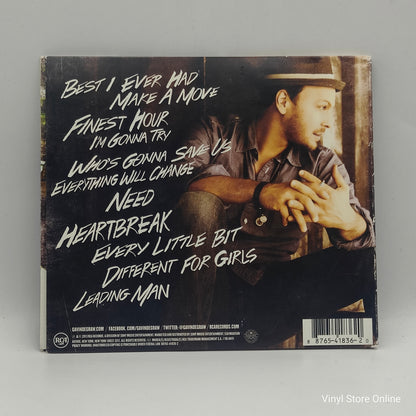 BEST I EVER HAD
MAKE A MOVE
FINEST HOUR
I'M GONNA TRY
WHO'S GONNA SAVE US
EVERYTHING WILL CHANGE
NEED
HEARTBREAK
EVERY LITTLE BIT
DIFFERENT FOR GIRLS
LEADING MAN
GAVINDEGRAW.COM | FACEBOOK.COM/GAVINDEGRAW | TWITTER: @GAVINDEGRAW | RCARECORDS.COM
8 8765-41836-2 0
Vinyl Store Online